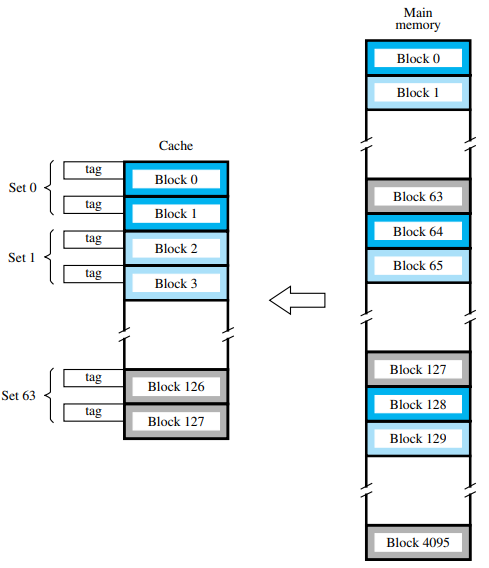 Main
memory
Block 0
Block 1
Block 63
Block 64
Block 65
Block 127
Block 128
Block 129
Block 4095
Cache
Set 0
tag
Block 0
tag
Block 1
Set 1
tag
Block 2
tag
Block 3
Set 63
tag
Block 126
tag
Block 127